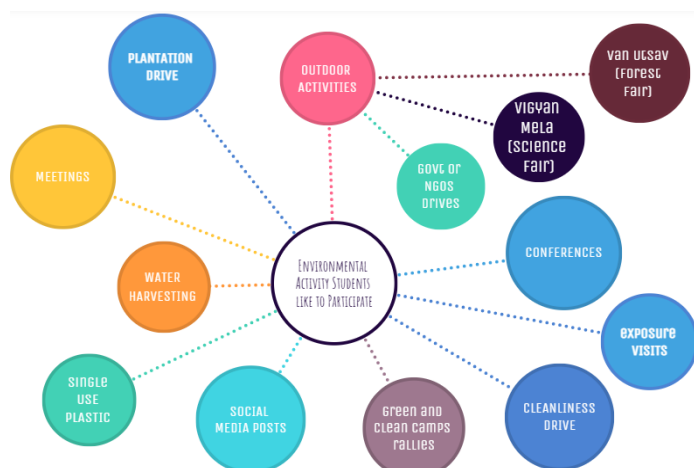 PLANTATION
DRIVE
OUTDOOR
ACTIVITIES
Van Utsav
(Forest
Fair)
Vigyan
Mela
(Science
Fair)
Govt or
NGOs
Drives
MEETINGS
CONFERENCES
Environmental
Activity Students
like to Participate
WATER
HARVESTING
Exposure
Visits
Single
Use
Plastic
SOCIAL
MEDIA POSTS
Green and
Clean Camps
rallies
CLEANLINESS
DRIVE